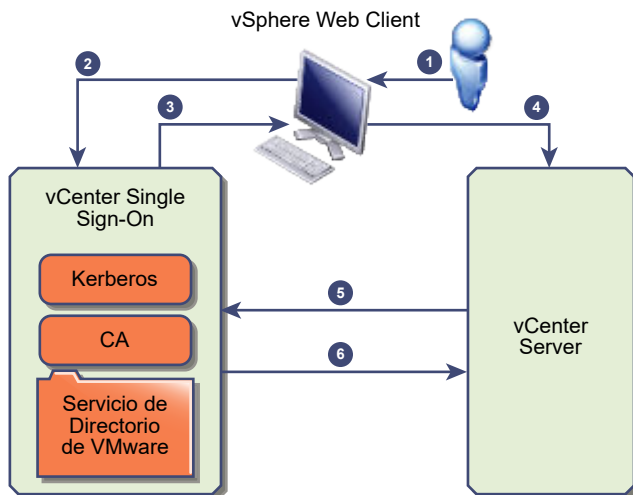 vSphere Web Client
1
2
3
4
vCenter Single
Sign-On
Kerberos
CA
Servicio de
Directorio
de VMware
5
6
vCenter
Server